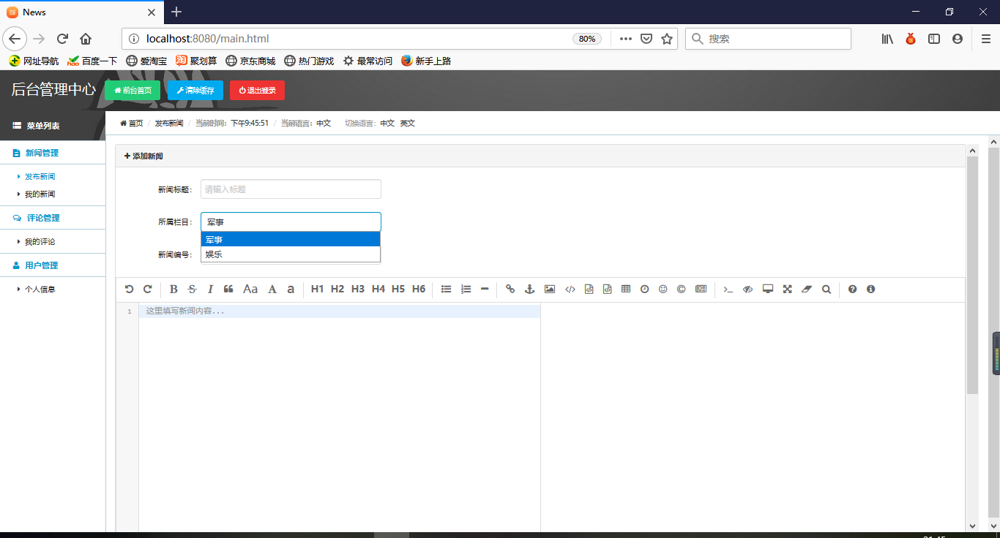 News
localhost:8080/main.html
80%
搜索
网址导航 百度一下 爱淘宝 聚划算 京东商城 热门游戏 最常访问 新手上路
后台管理中心 前台首页 清除缓存 退出登录
菜单列表
首页 / 发布新闻 / 当前时间：下午9:45:51 / 当前语言：中文 切换语言：中文 英文
新闻管理
发布新闻
我的新闻
评论管理
我的评论
用户管理
个人信息
添加新闻
新闻标题： 请输入标题
所属栏目： 军事
军事
娱乐
新闻编号：
B S I Aa A a H1 H2 H3 H4 H5 H6
1 这里填写新闻内容...